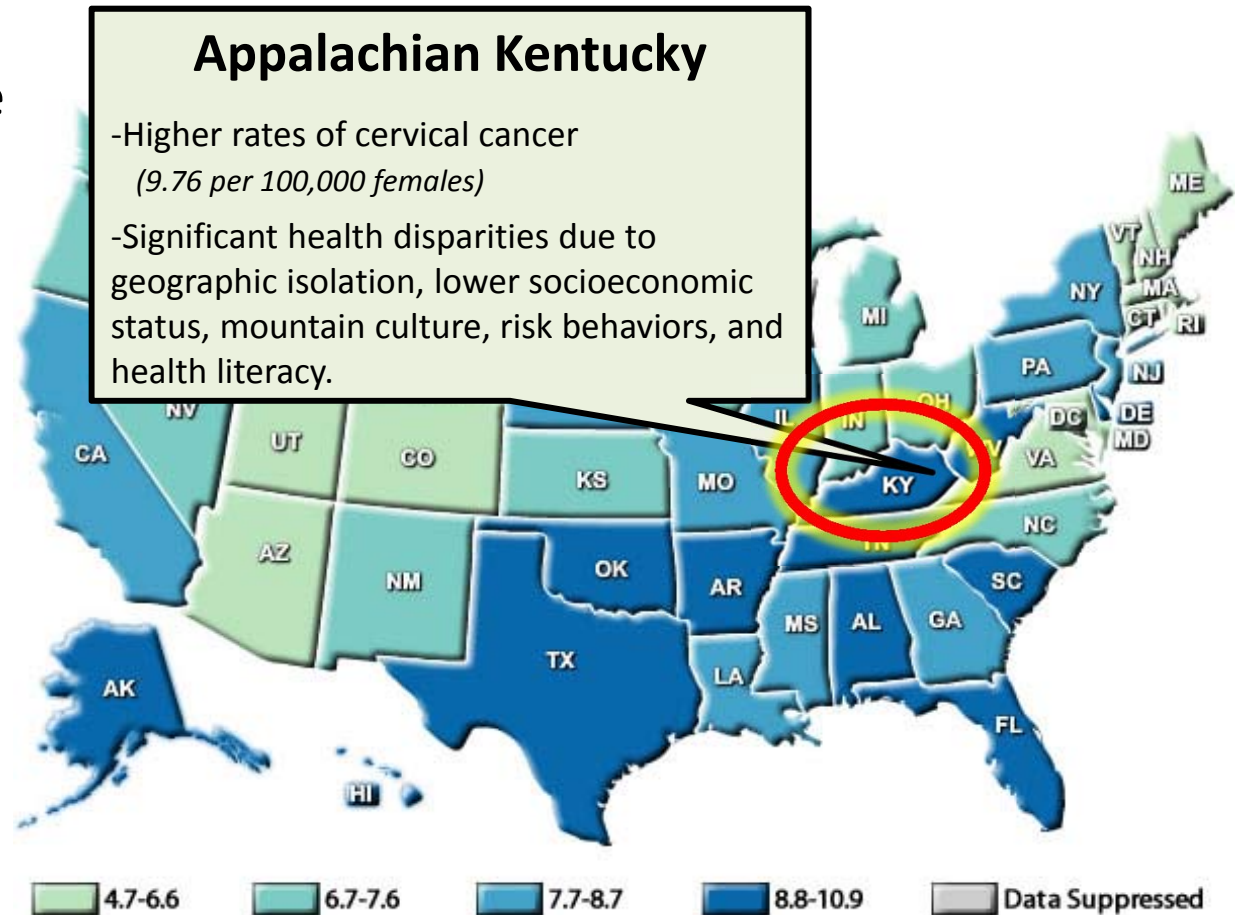 e
Appalachian Kentucky
-Higher rates of cervical cancer
(9.76 per 100,000 females)
-Significant health disparities due to
geographic isolation, lower socioeconomic
status, mountain culture, risk behaviors, and
health literacy.
ME
VT
NH
NY
MA
CT
RI
MI
PA
NJ
NV
IL
IN
OH
DC
DE
MD
CA
UT
CO
KS
MO
KY
WV
VA
AZ
NM
OK
AR
TN
NC
SC
MS
AL
GA
TX
LA
AK
FL
HI
4.7-6.6
6.7-7.6
7.7-8.7
8.8-10.9
Data Suppressed